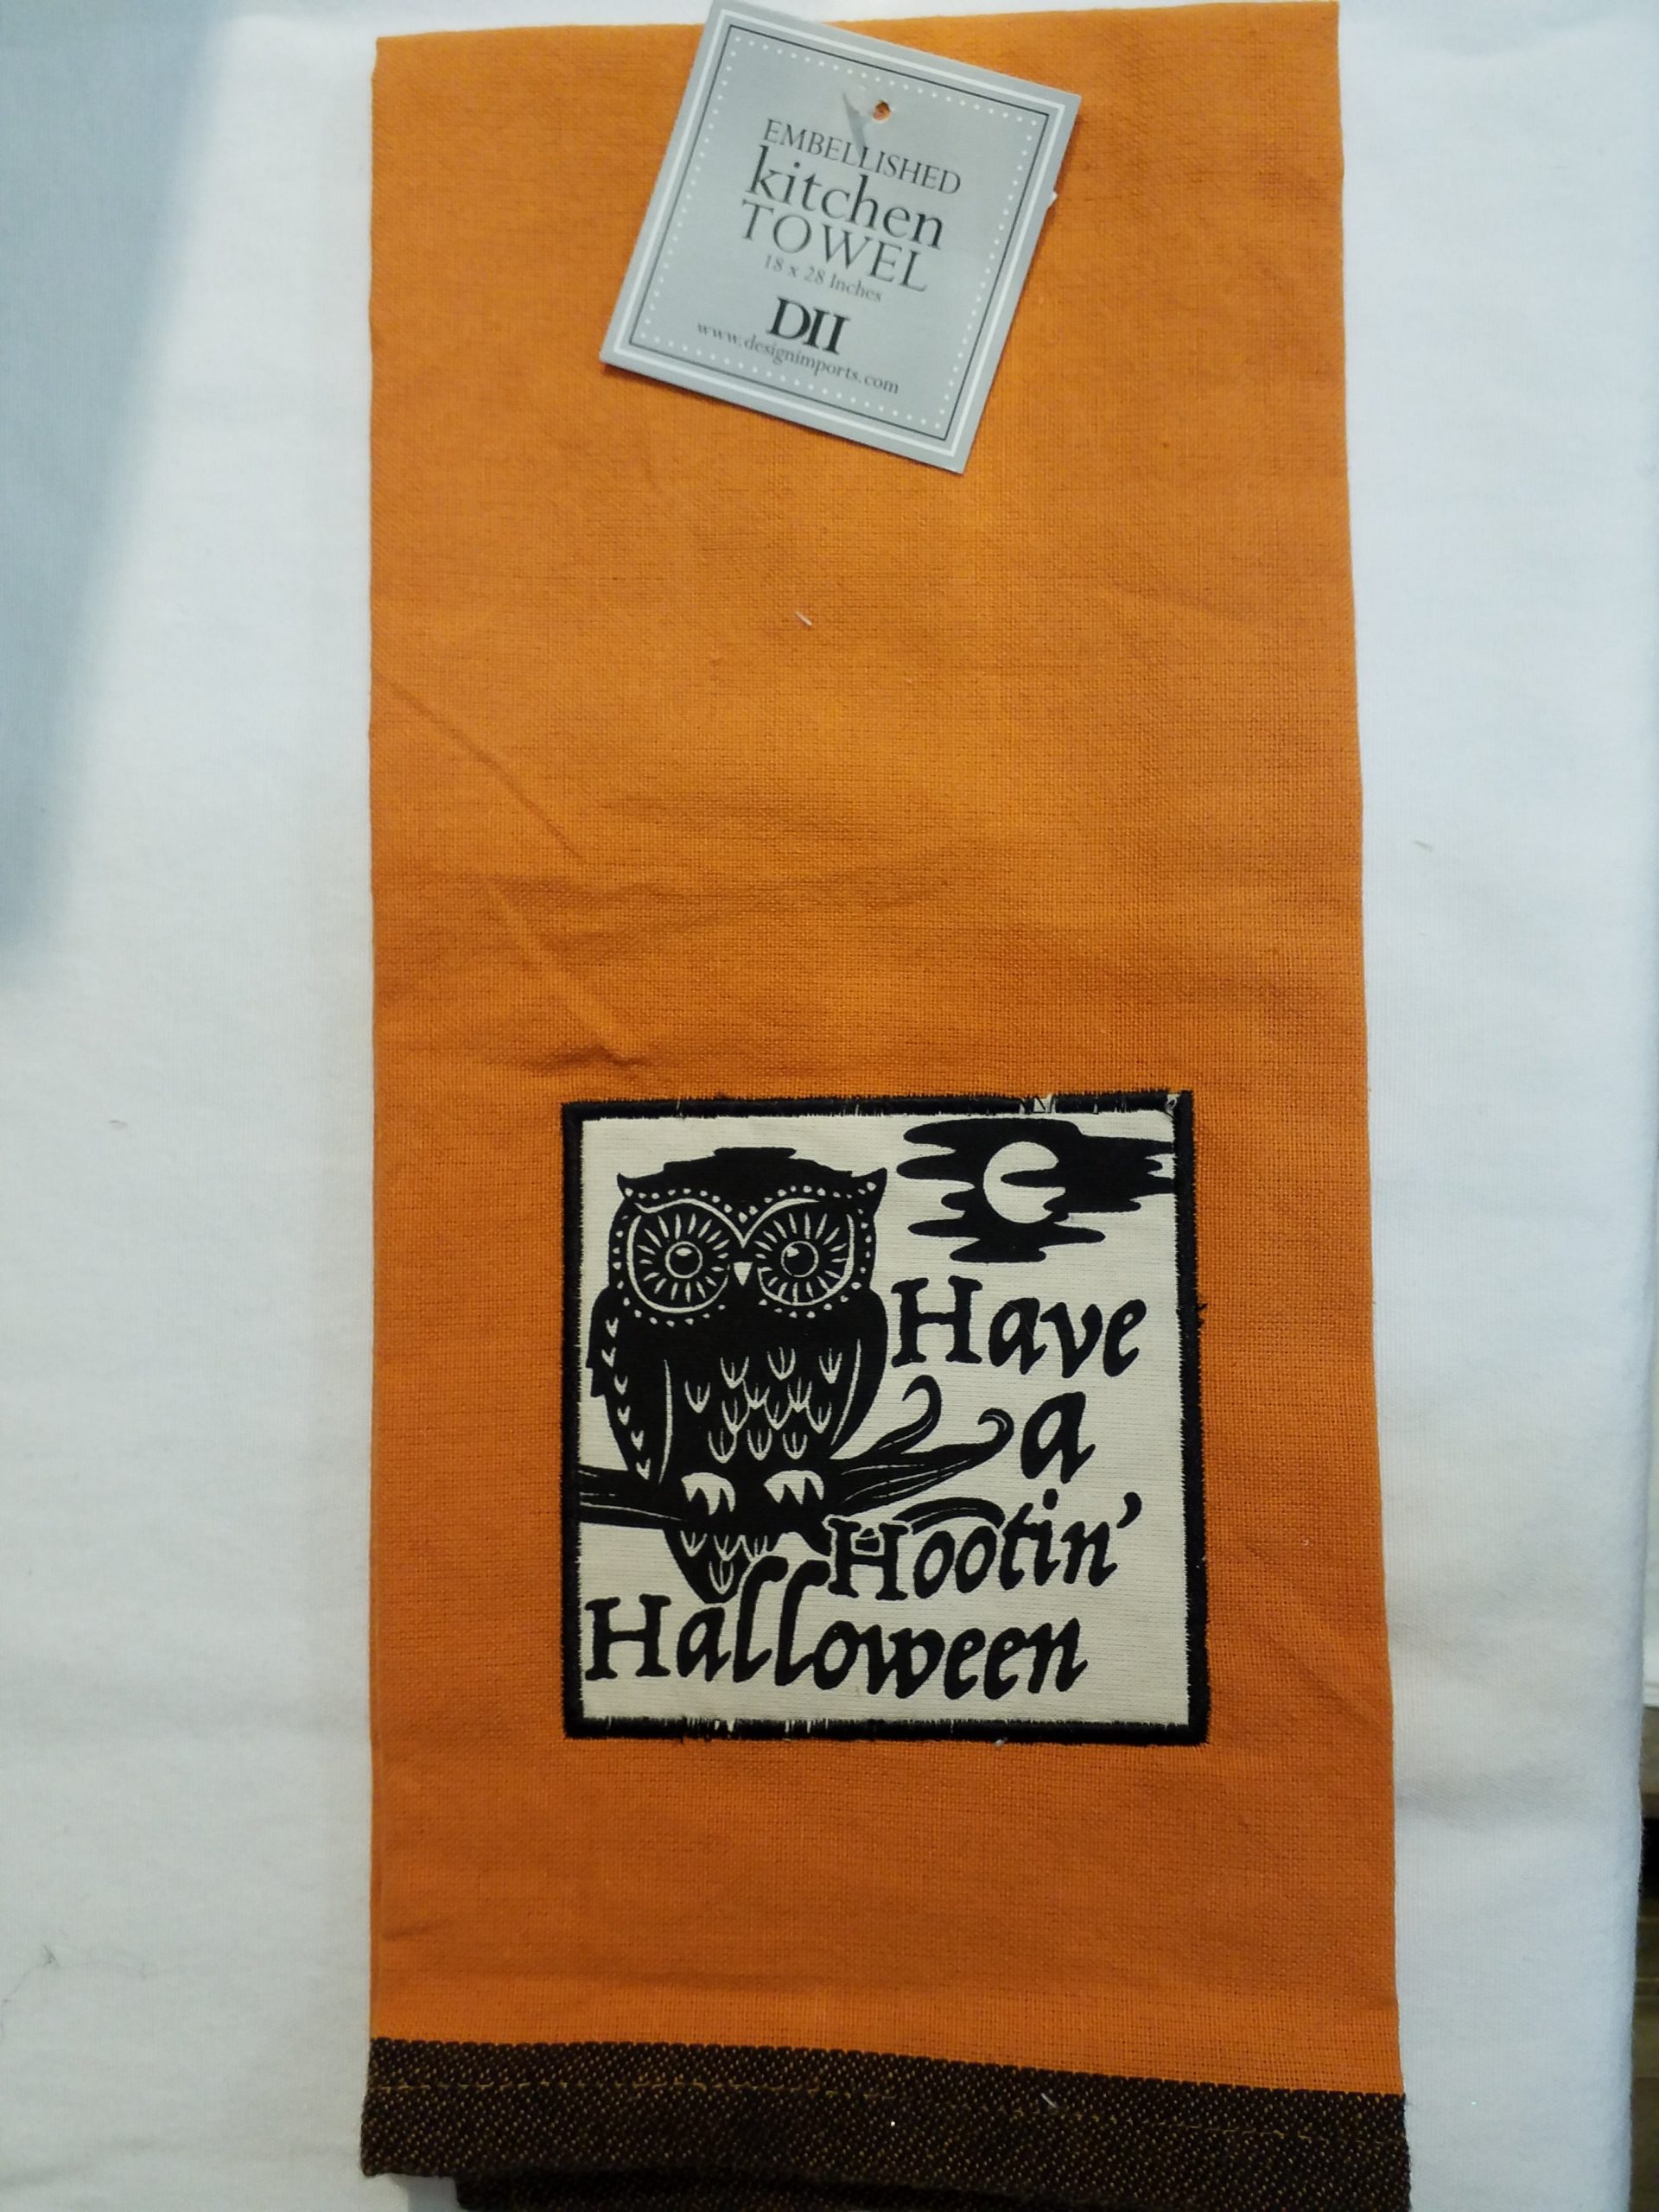 EMBELLISHED
kitchen
TOWEL
18 x 28 Inches
DII
www.designimports.com
Have
a
Hootin'
Halloween